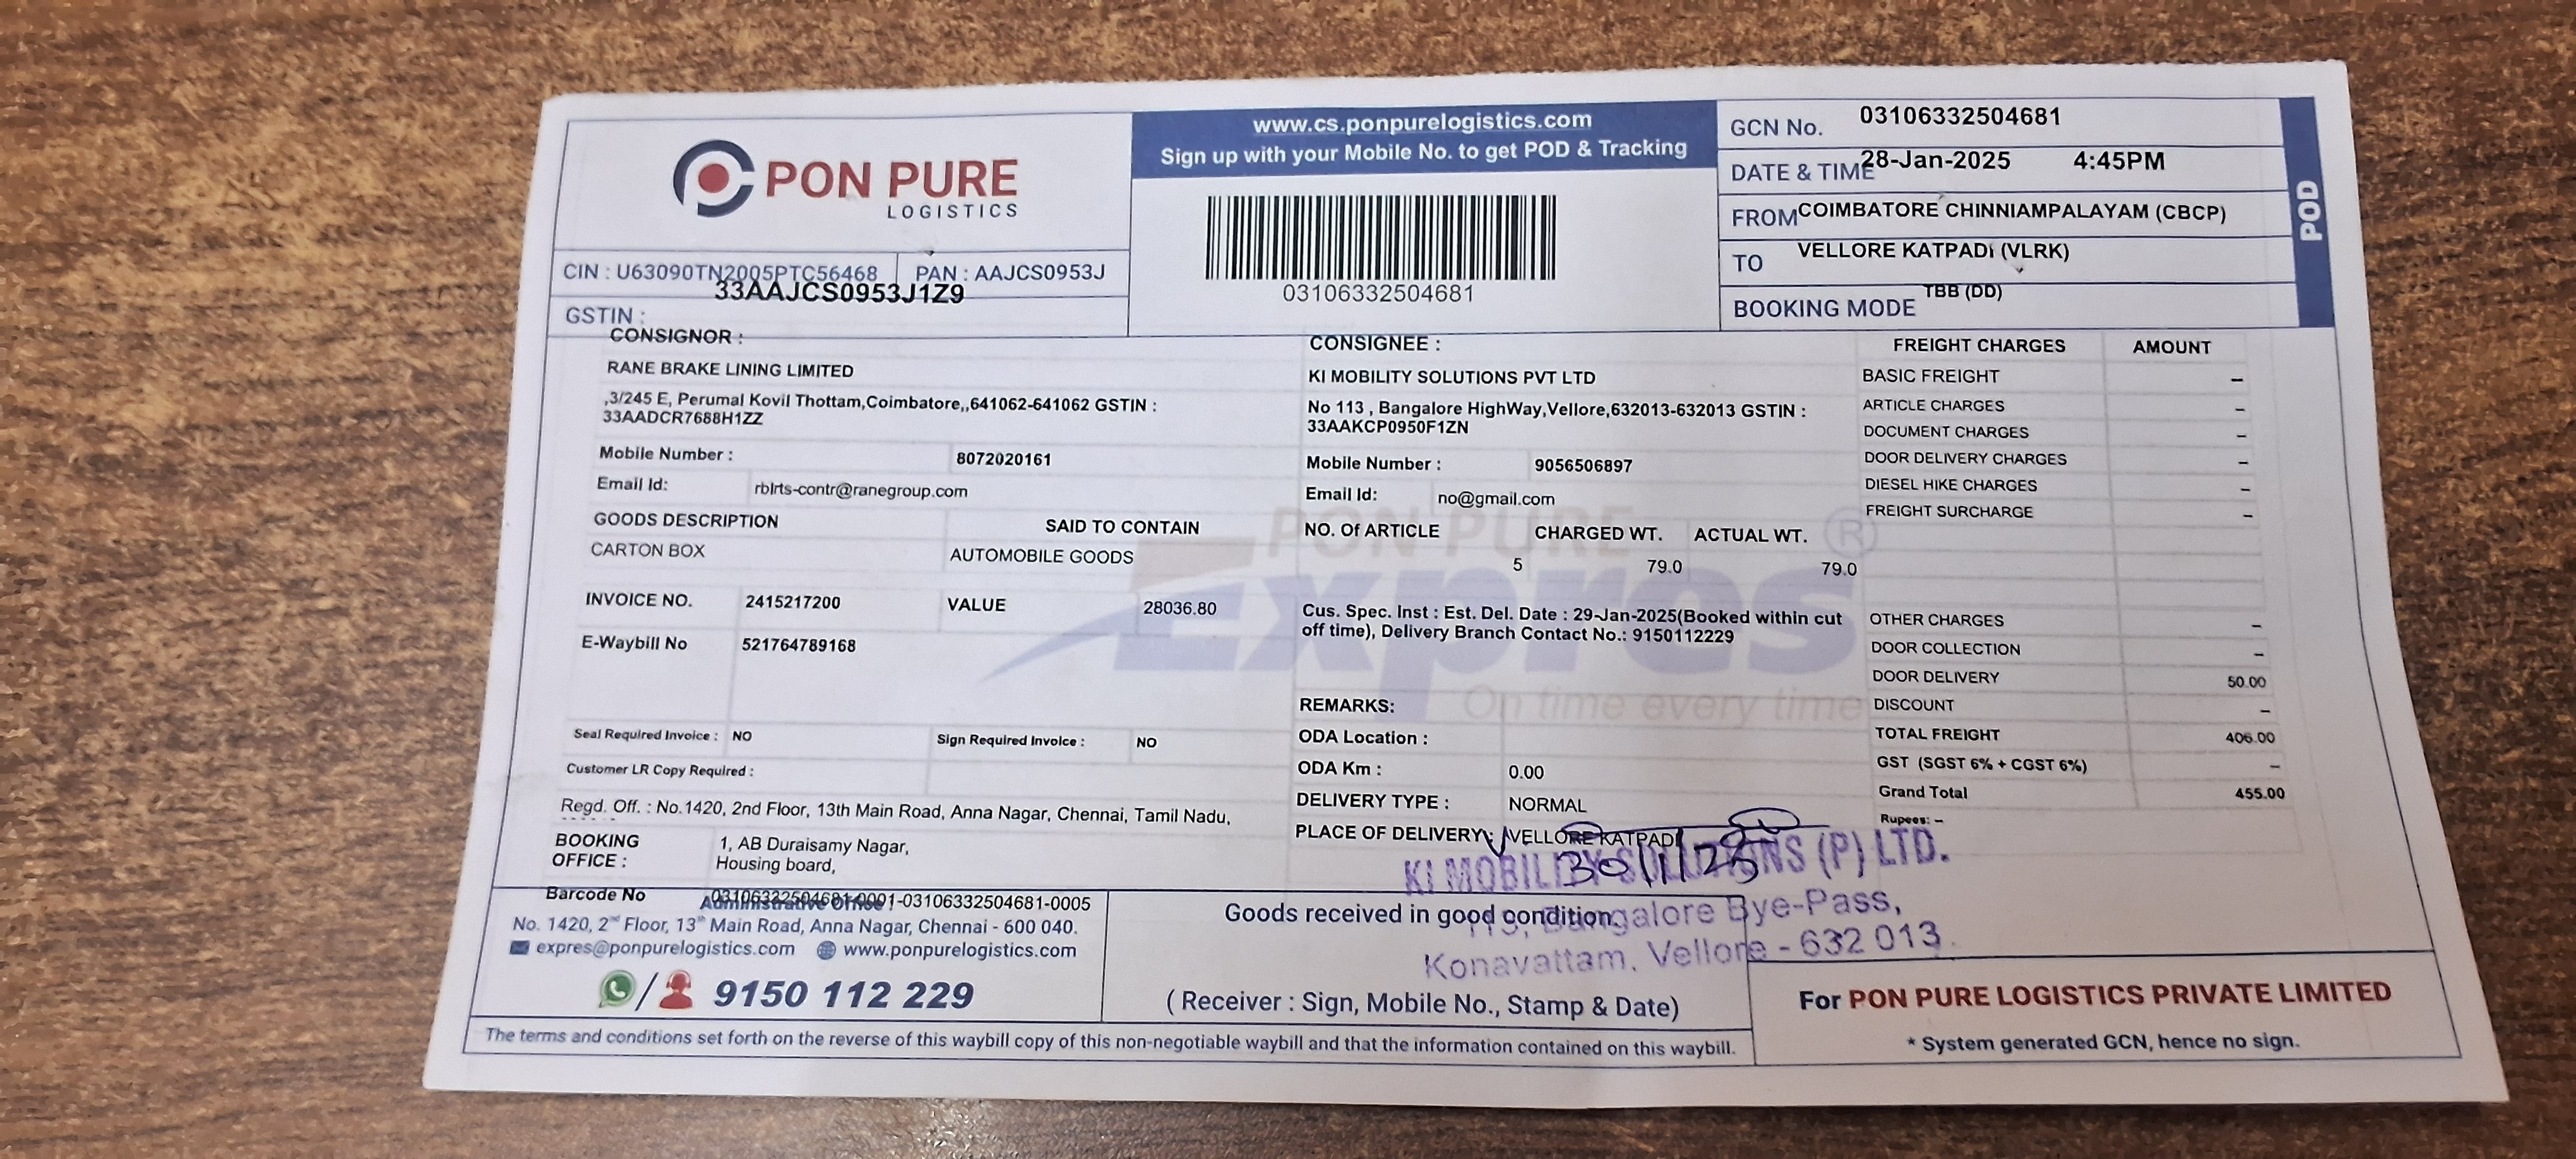 PON PURE
LOGISTICS
CIN : U63090TN2005PTC56468 PAN : AAJCS0953J
33AAJCS0953J1Z9
GSTIN :
www.cs.ponpurelogistics.com
Sign up with your Mobile No. to get POD & Tracking
03106332504681
GCN No. 03106332504681
DATE & TIME 28-Jan-2025 4:45PM
FROM COIMBATORE CHINNIAMPALAYAM (CBCP)
TO VELLORE KATPADI (VLRK)
BOOKING MODE TBB (DD)
POD
CONSIGNOR :
RANE BRAKE LINING LIMITED
,3/245 E, Perumal Kovil Thottam,Coimbatore,,641062-641062 GSTIN :
33AADCR7688H1ZZ
Mobile Number : 8072020161
Email Id: rblrts-contr@ranegroup.com
GOODS DESCRIPTION SAID TO CONTAIN
CARTON BOX AUTOMOBILE GOODS
INVOICE NO. 2415217200 VALUE 28036.80
E-Waybill No 521764789168
Seal Required Invoice : NO Sign Required Invoice : NO
Customer LR Copy Required :
Regd. Off. : No.1420, 2nd Floor, 13th Main Road, Anna Nagar, Chennai, Tamil Nadu,
BOOKING OFFICE : 1, AB Duraisamy Nagar,
Housing board,
Barcode No 03106332504681-0001-03106332504681-0005
CONSIGNEE :
KI MOBILITY SOLUTIONS PVT LTD
No 113 , Bangalore HighWay,Vellore,632013-632013 GSTIN :
33AAKCP0950F1ZN
Mobile Number : 9056506897
Email Id: no@gmail.com
NO. Of ARTICLE CHARGED WT. ACTUAL WT.
5 79.0 79.0
Cus. Spec. Inst : Est. Del. Date : 29-Jan-2025(Booked within cut
off time), Delivery Branch Contact No.: 9150112229
REMARKS:
ODA Location :
ODA Km : 0.00
DELIVERY TYPE : NORMAL
PLACE OF DELIVERY: VELLORE KATPADI
PON PURE
Expres ®
On time every time
FREIGHT CHARGES AMOUNT
BASIC FREIGHT –
ARTICLE CHARGES –
DOCUMENT CHARGES –
DOOR DELIVERY CHARGES –
DIESEL HIKE CHARGES –
FREIGHT SURCHARGE –
OTHER CHARGES –
DOOR COLLECTION –
DOOR DELIVERY 50.00
DISCOUNT –
TOTAL FREIGHT 406.00
GST (SGST 6% + CGST 6%) –
Grand Total 455.00
Rupees: –
30/1/25
KI MOBILITY SOLUTIONS (P) LTD.
113, Bangalore Bye-Pass,
Konavattam, Vellore - 632 013.
Administrative Office :
No. 1420, 2nd Floor, 13th Main Road, Anna Nagar, Chennai - 600 040.
expres@ponpurelogistics.com www.ponpurelogistics.com
/ 9150 112 229
Goods received in good condition.
( Receiver : Sign, Mobile No., Stamp & Date)
For PON PURE LOGISTICS PRIVATE LIMITED
* System generated GCN, hence no sign.
The terms and conditions set forth on the reverse of this waybill copy of this non-negotiable waybill and that the information contained on this waybill.